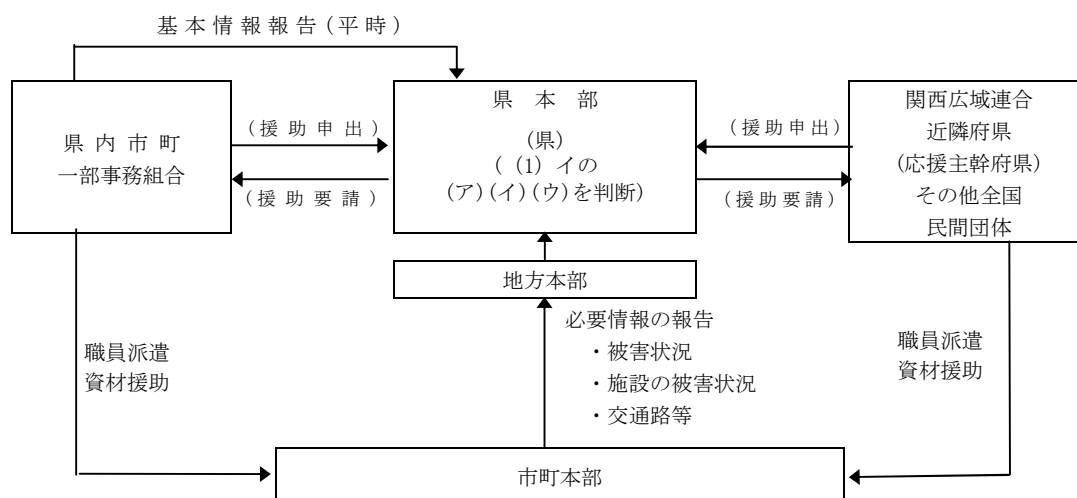 基本情報報告(平時)
県内市町
一部事務組合
(援助申出)
(援助要請)
県本部
(県)
( (1) イの
(ア)(イ)(ウ)を判断)
(援助申出)
(援助要請)
関西広域連合
近隣府県
(応援主幹府県)
その他全国
民間団体
地方本部
必要情報の報告
・被害状況
・施設の被害状況
・交通路等
職員派遣
資材援助
職員派遣
資材援助
市町本部